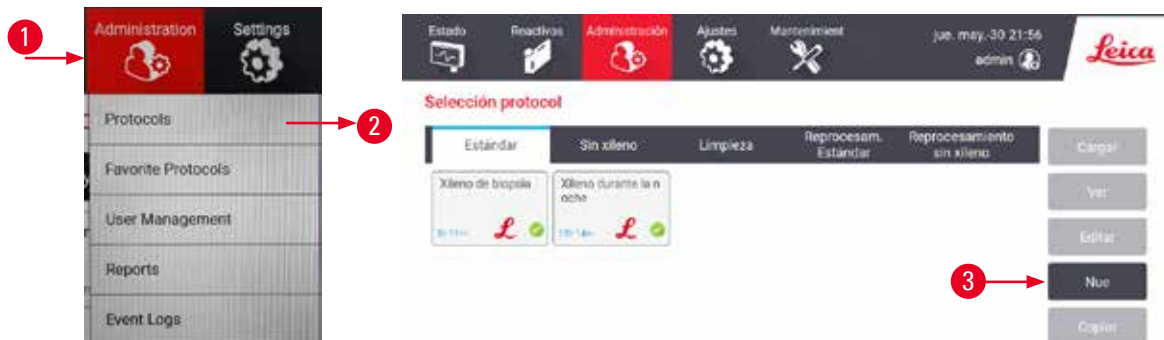 1
Administration
Settings
Protocols
2
Favorite Protocols
User Management
Reports
Event Logs
Estado
Reactivos
Administración
Ajustes
Mantenimient
jue. may.-30 21:56
admin
Leica
Selección protocol
Estándar
Sin xileno
Limpieza
Reprocesam.
Estándar
Reprocesamiento
sin xileno
Xileno de biopsia
L
Xileno durante la n
oche
L
Cargar
Ver
Editar
3
Nue
Copiar